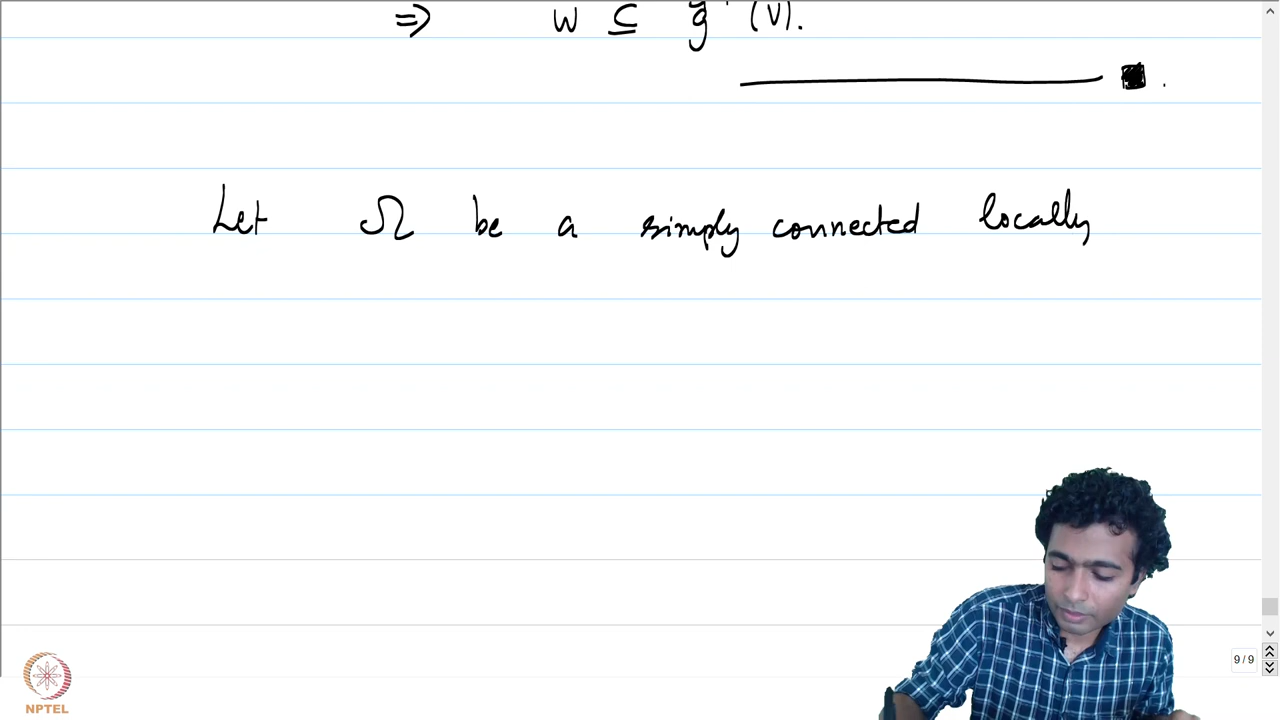 ⇒ W ⊆ g̃⁻¹ (V).
Let Ω be a simply connected locally
9 / 9
NPTEL